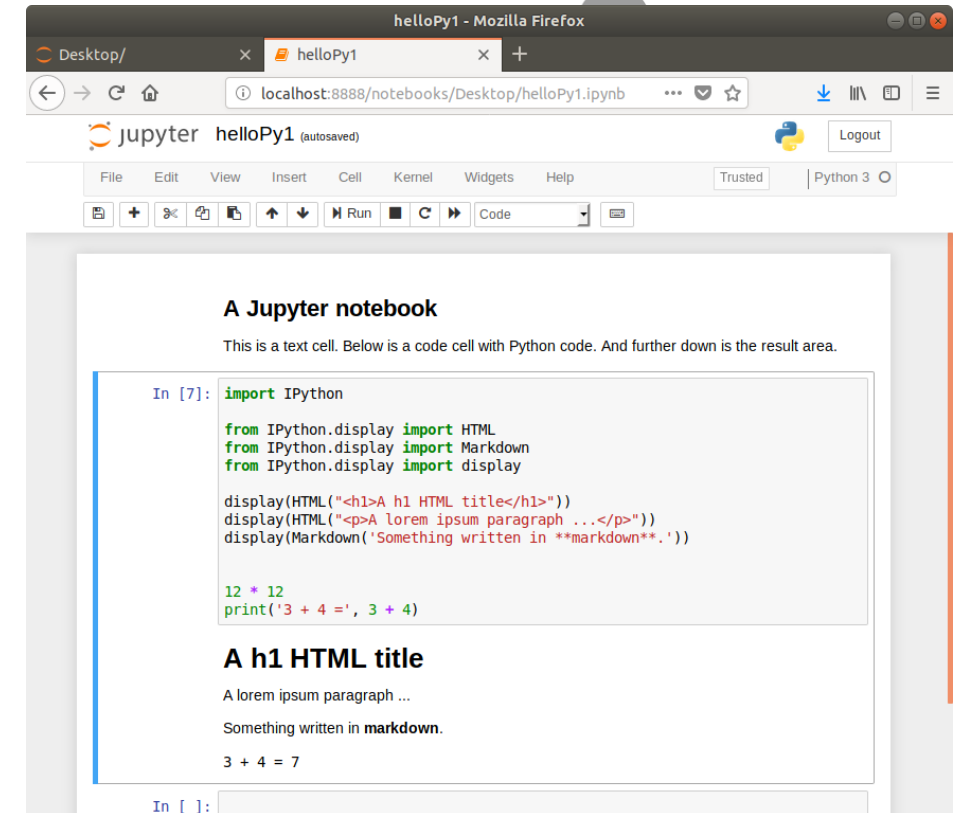 helloPy1 - Mozilla Firefox
Desktop/ helloPy1
localhost:8888/notebooks/Desktop/helloPy1.ipynb
jupyter helloPy1 (autosaved) Logout
File Edit View Insert Cell Kernel Widgets Help Trusted Python 3
Run Code
A Jupyter notebook
This is a text cell. Below is a code cell with Python code. And further down is the result area.
In [7]: import IPython
from IPython.display import HTML
from IPython.display import Markdown
from IPython.display import display
display(HTML("<h1>A h1 HTML title</h1>"))
display(HTML("<p>A lorem ipsum paragraph ...</p>"))
display(Markdown('Something written in **markdown**.'))
12 * 12
print('3 + 4 =', 3 + 4)
A h1 HTML title
A lorem ipsum paragraph ...
Something written in markdown.
3 + 4 = 7
In [ ]: